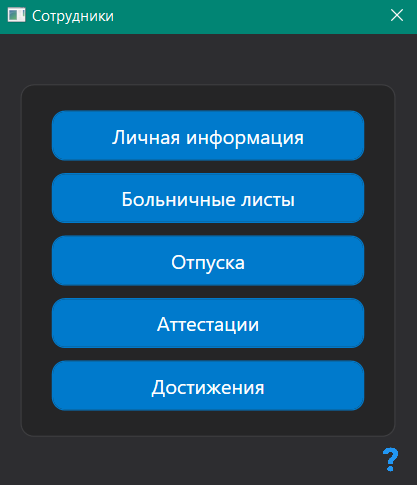 Сотрудники
Личная информация
Больничные листы
Отпуска
Аттестации
Достижения
?